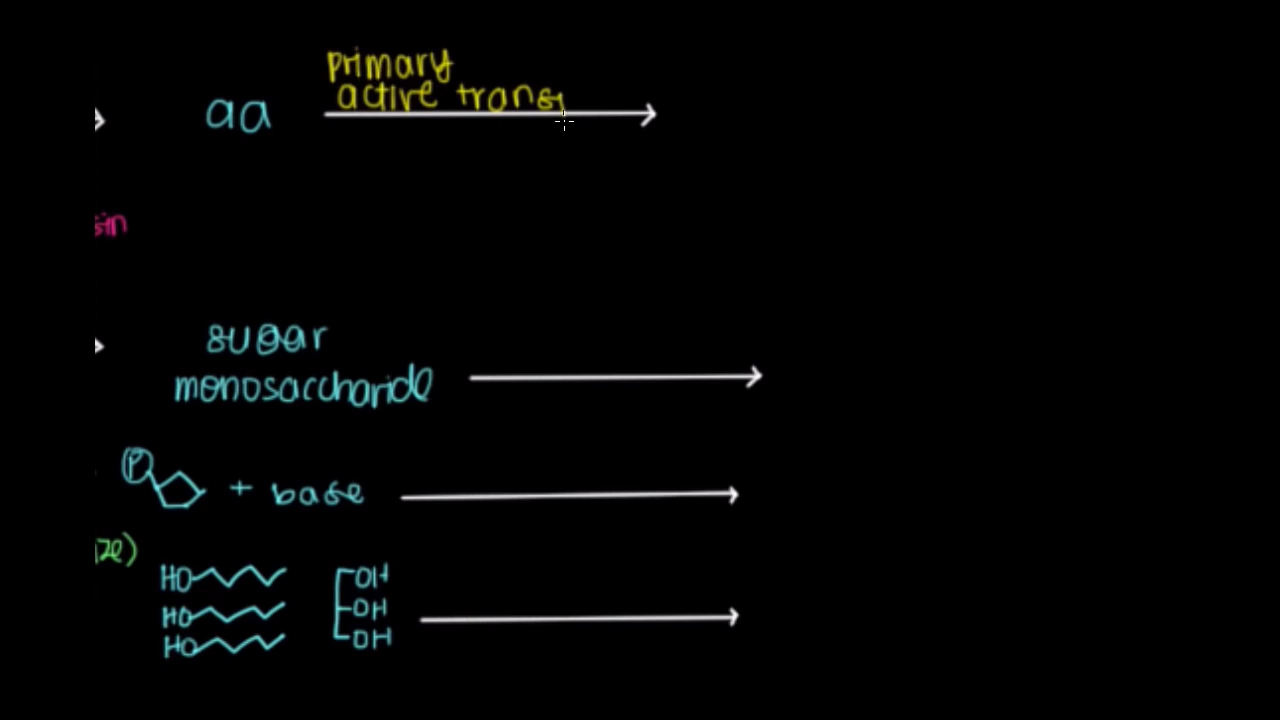 primary
active trans
aa
sin
sugar
monosaccharide
P
+ base
ze)
HO OH
HO OH
HO OH